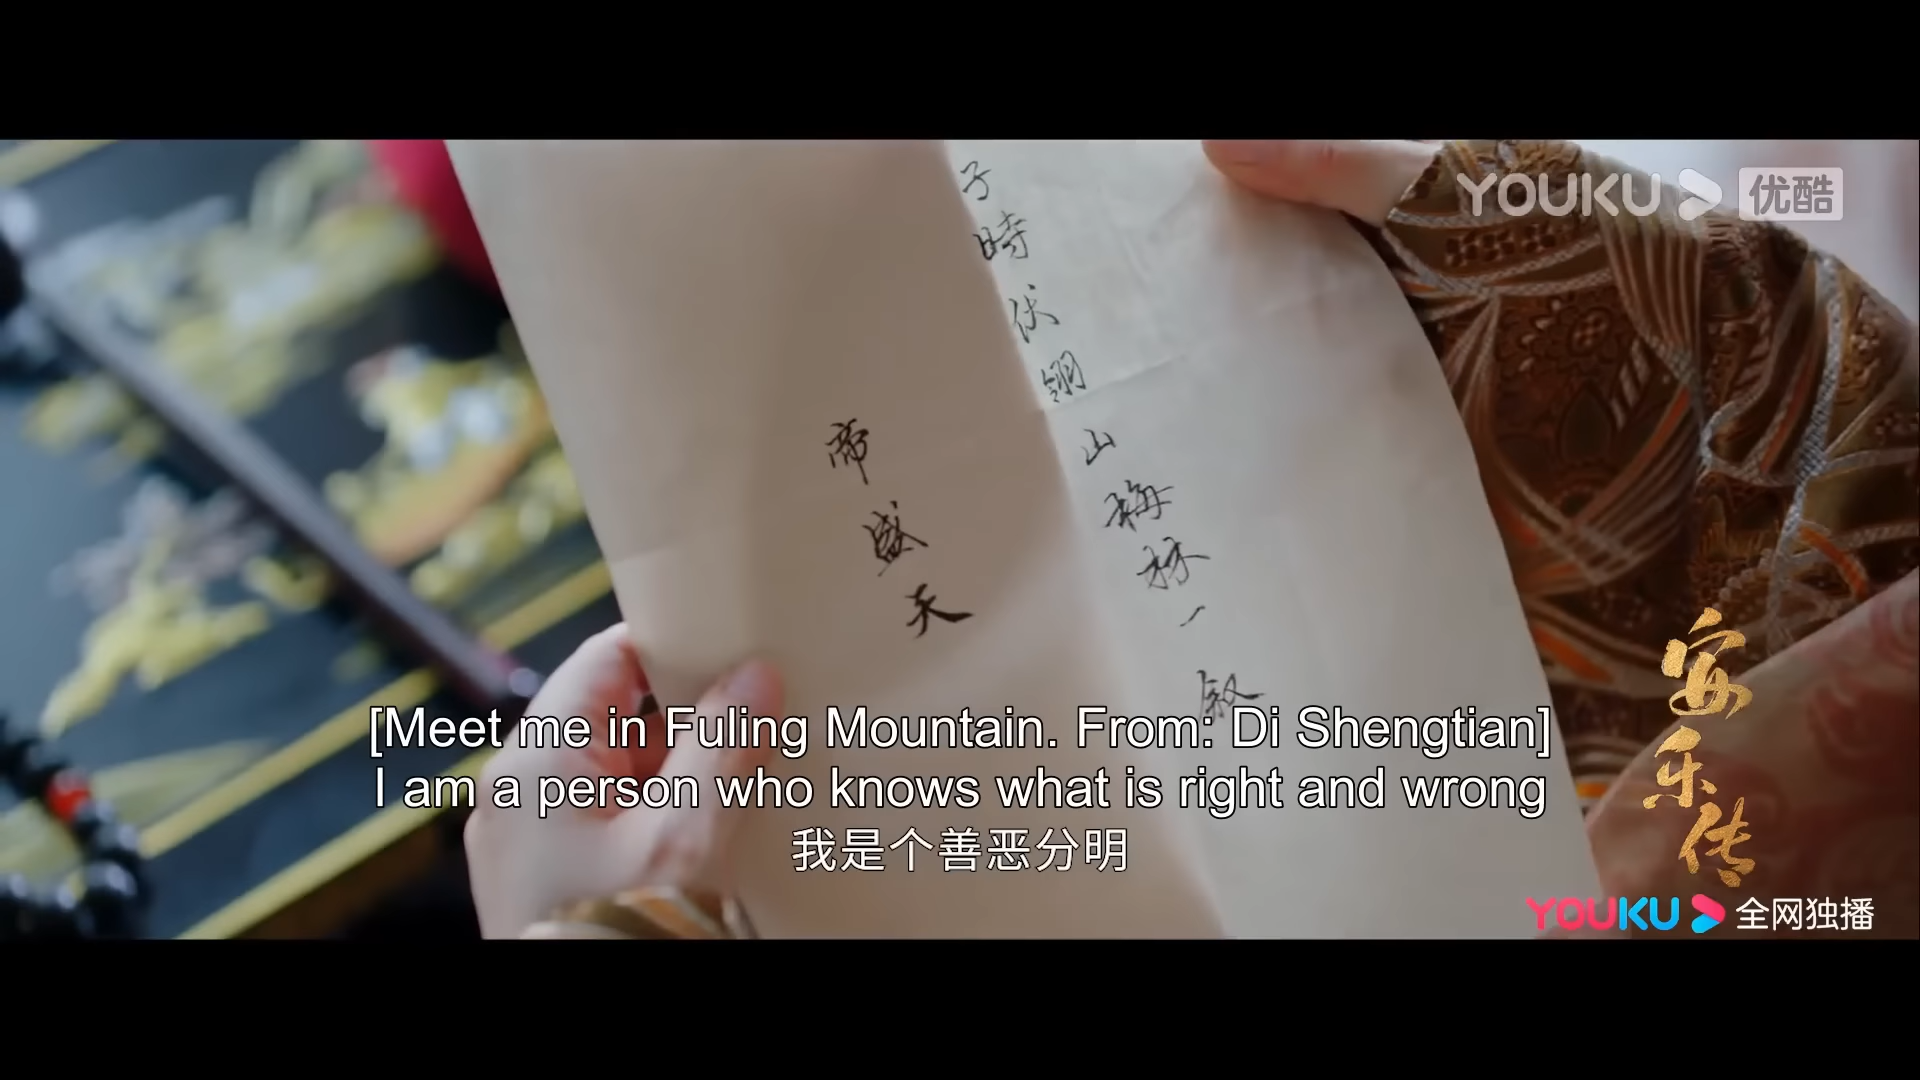 YOUKU 优酷
子時伏翎山梅林一叙
帝盛天
[Meet me in Fuling Mountain. From: Di Shengtian]
I am a person who knows what is right and wrong
我是个善恶分明
安乐传
YOUKU 全网独播